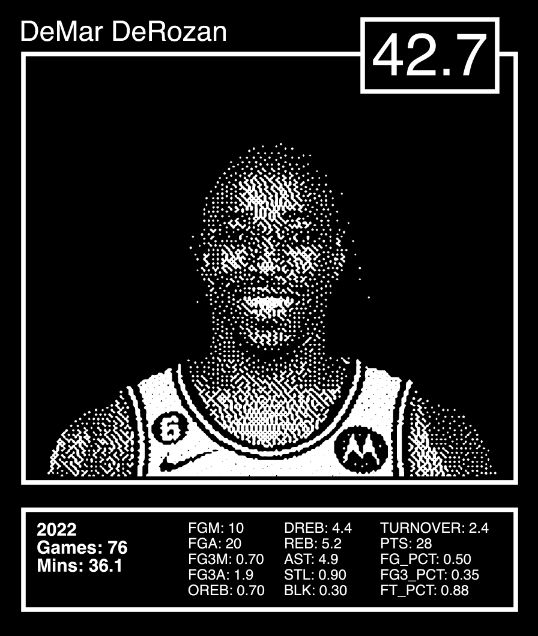 DeMar DeRozan
42.7
6
2022
Games: 76
Mins: 36.1
FGM: 10
FGA: 20
FG3M: 0.70
FG3A: 1.9
OREB: 0.70
DREB: 4.4
REB: 5.2
AST: 4.9
STL: 0.90
BLK: 0.30
TURNOVER: 2.4
PTS: 28
FG_PCT: 0.50
FG3_PCT: 0.35
FT_PCT: 0.88